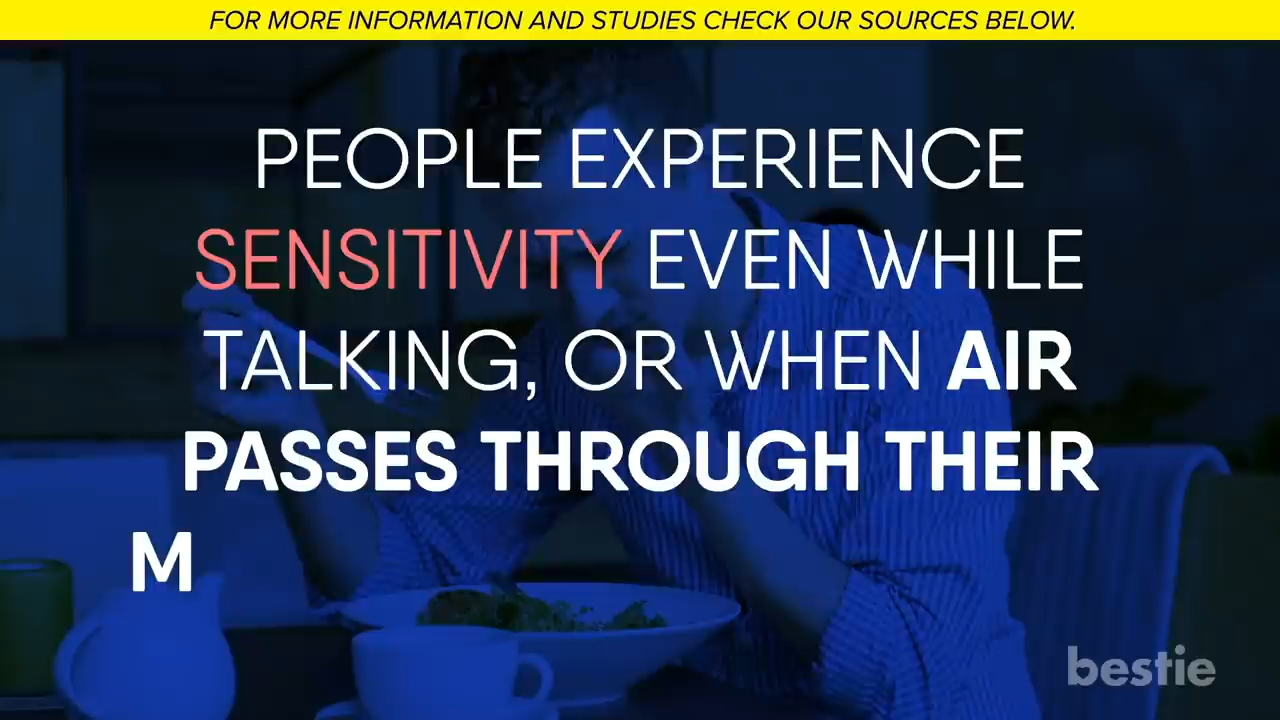 FOR MORE INFORMATION AND STUDIES CHECK OUR SOURCES BELOW.
PEOPLE EXPERIENCE
SENSITIVITY EVEN WHILE
TALKING, OR WHEN AIR
PASSES THROUGH THEIR
M
bestie